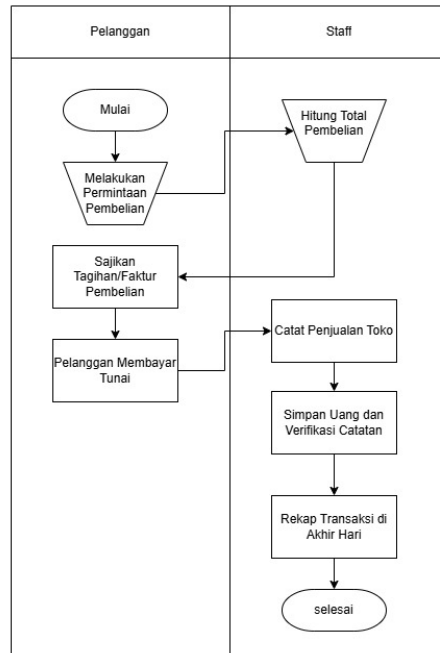 Pelanggan
Staff
Mulai
Hitung Total
Pembelian
Melakukan
Permintaan
Pembelian
Sajikan
Tagihan/Faktur
Pembelian
Pelanggan Membayar
Tunai
Catat Penjualan Toko
Simpan Uang dan
Verifikasi Catatan
Rekap Transaksi di
Akhir Hari
selesai